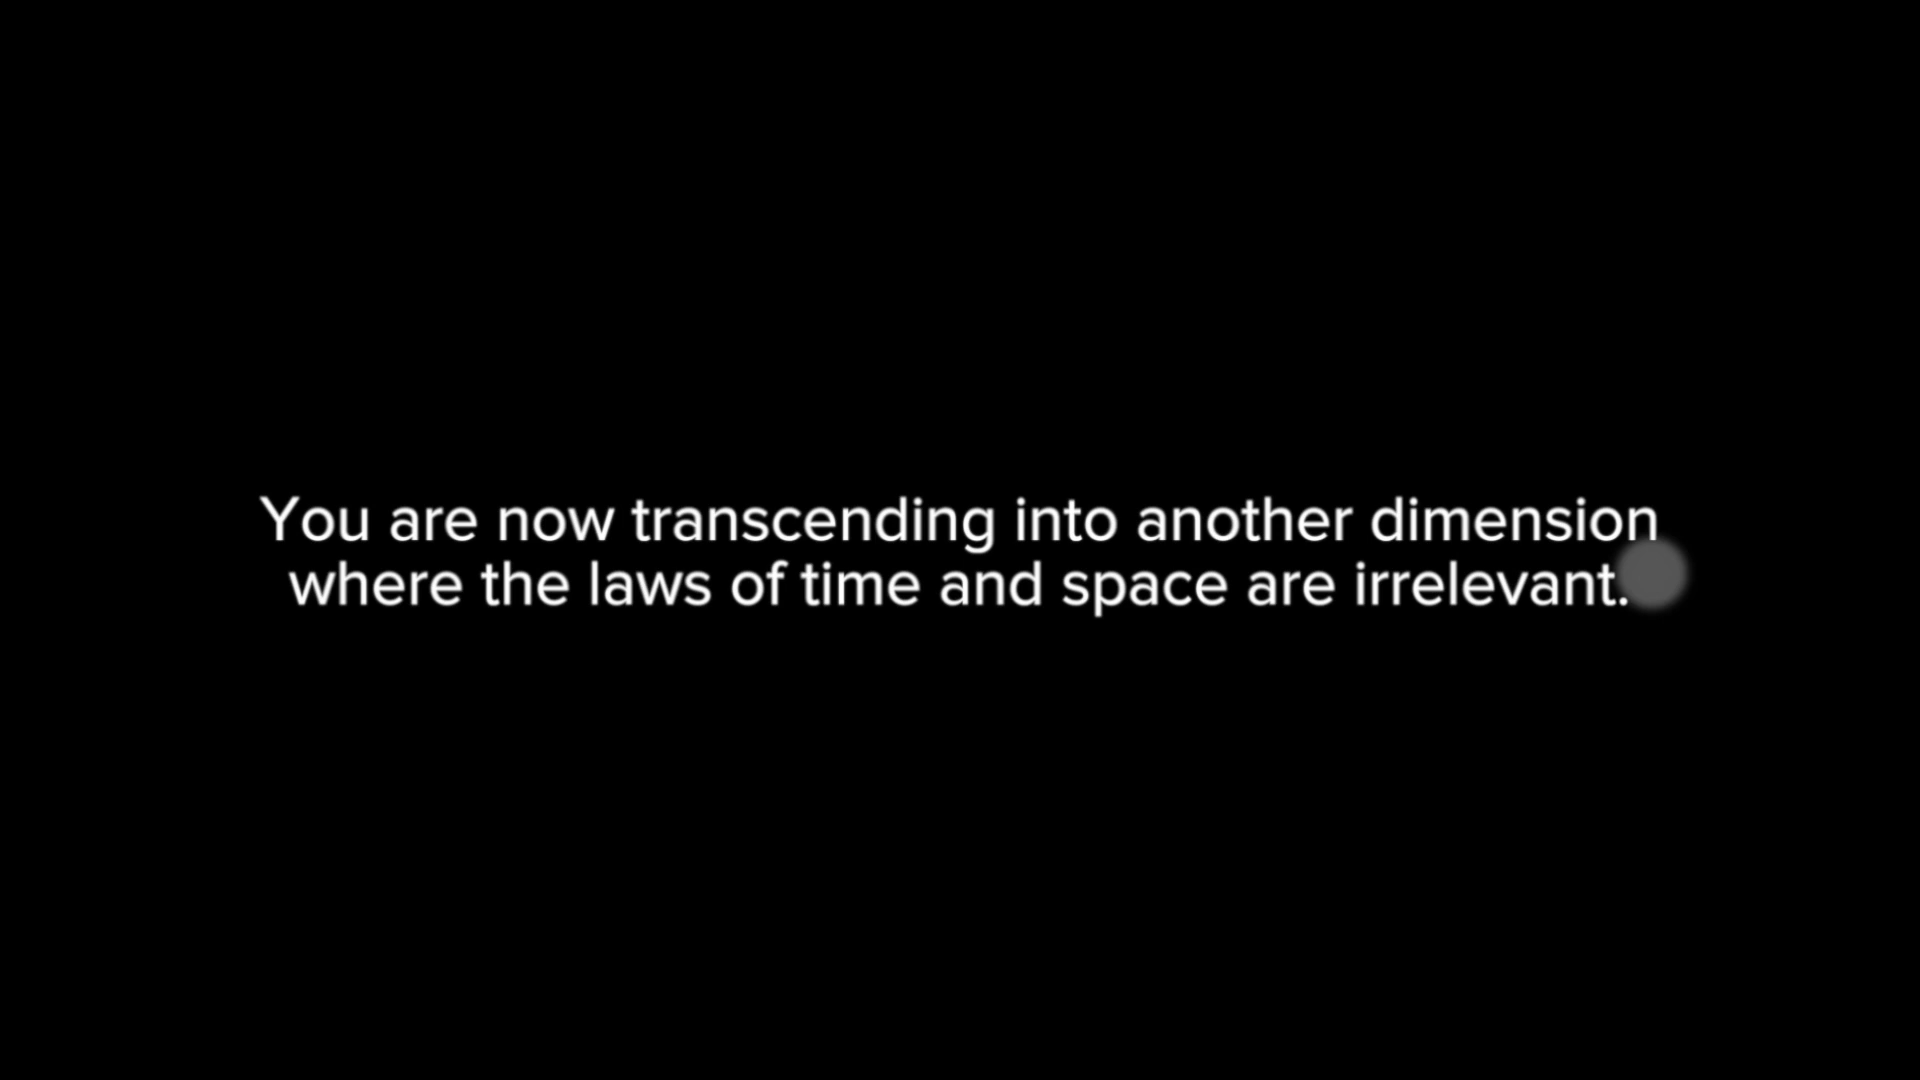 You are now transcending into another dimension
where the laws of time and space are irrelevant.